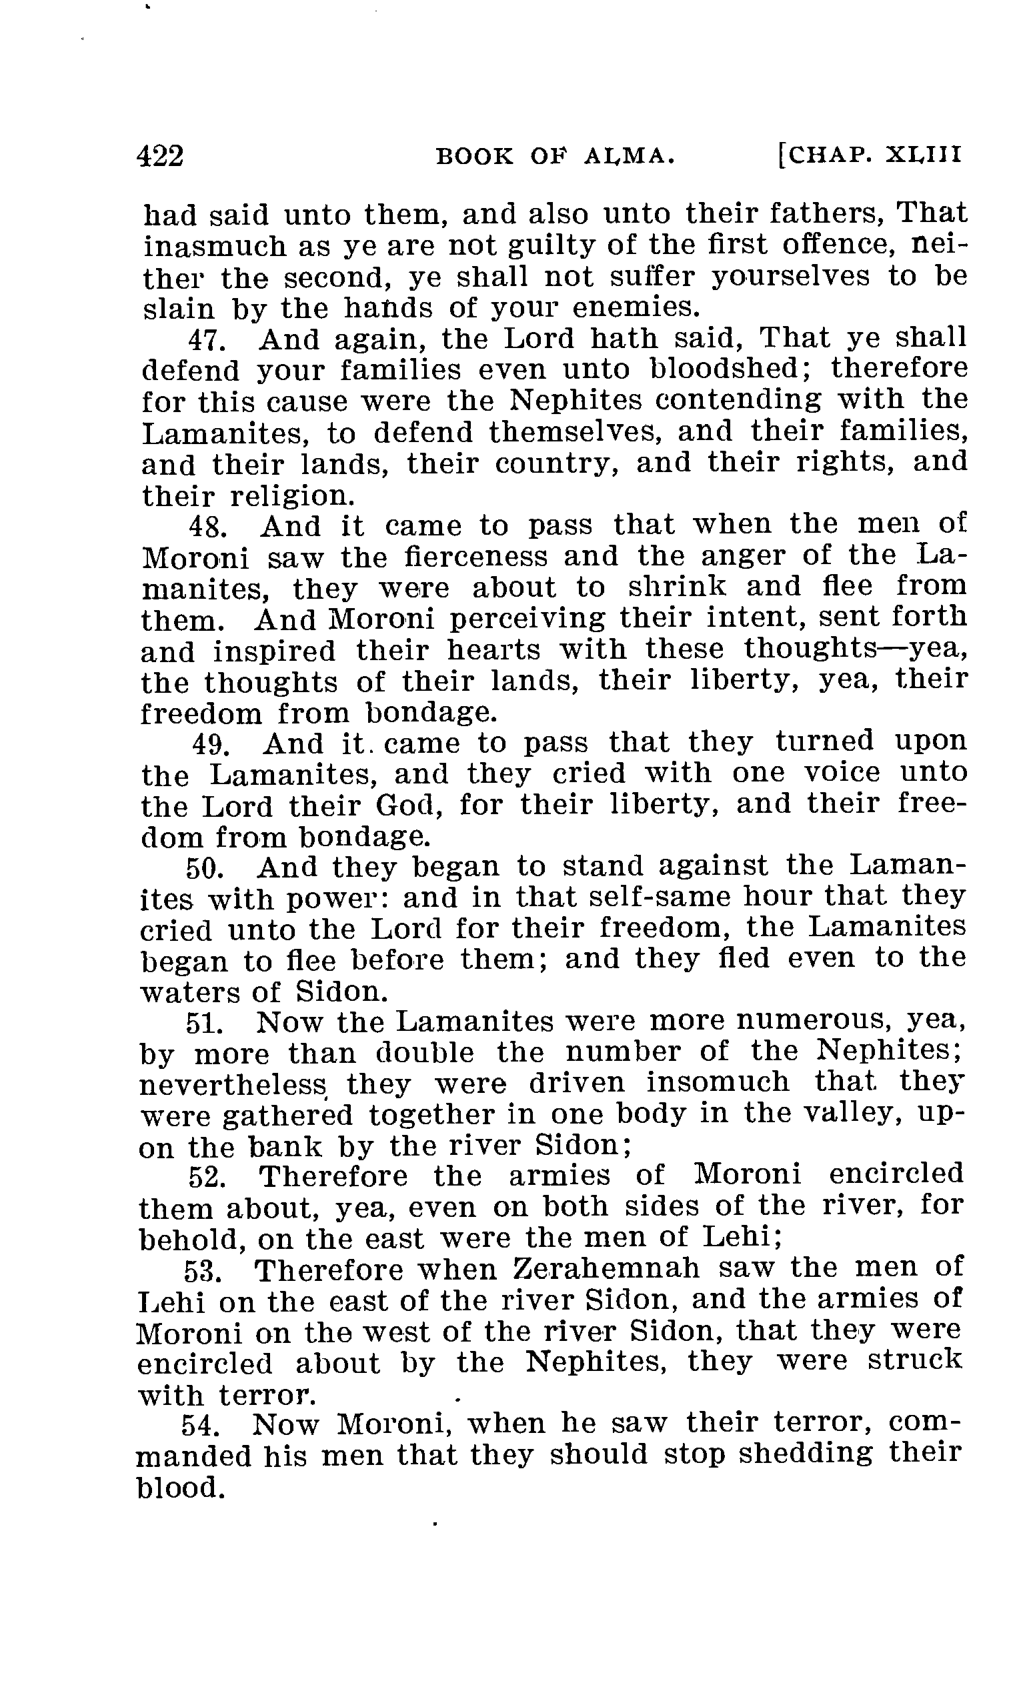 422 BOOK OF ALMA. [CHAP. XLIII
had said unto them, and also unto their fathers, That
inasmuch as ye are not guilty of the first offence, nei-
ther the second, ye shall not suffer yourselves to be
slain by the hands of your enemies.
47. And again, the Lord hath said, That ye shall
defend your families even unto bloodshed; therefore
for this cause were the Nephites contending with the
Lamanites, to defend themselves, and their families,
and their lands, their country, and their rights, and
their religion.
48. And it came to pass that when the men of
Moroni saw the fierceness and the anger of the La-
manites, they were about to shrink and flee from
them. And Moroni perceiving their intent, sent forth
and inspired their hearts with these thoughts—yea,
the thoughts of their lands, their liberty, yea, their
freedom from bondage.
49. And it came to pass that they turned upon
the Lamanites, and they cried with one voice unto
the Lord their God, for their liberty, and their free-
dom from bondage.
50. And they began to stand against the Laman-
ites with power: and in that self-same hour that they
cried unto the Lord for their freedom, the Lamanites
began to flee before them; and they fled even to the
waters of Sidon.
51. Now the Lamanites were more numerous, yea,
by more than double the number of the Nephites;
nevertheless they were driven insomuch that they
were gathered together in one body in the valley, up-
on the bank by the river Sidon;
52. Therefore the armies of Moroni encircled
them about, yea, even on both sides of the river, for
behold, on the east were the men of Lehi;
53. Therefore when Zerahemnah saw the men of
Lehi on the east of the river Sidon, and the armies of
Moroni on the west of the river Sidon, that they were
encircled about by the Nephites, they were struck
with terror.
54. Now Moroni, when he saw their terror, com-
manded his men that they should stop shedding their
blood.